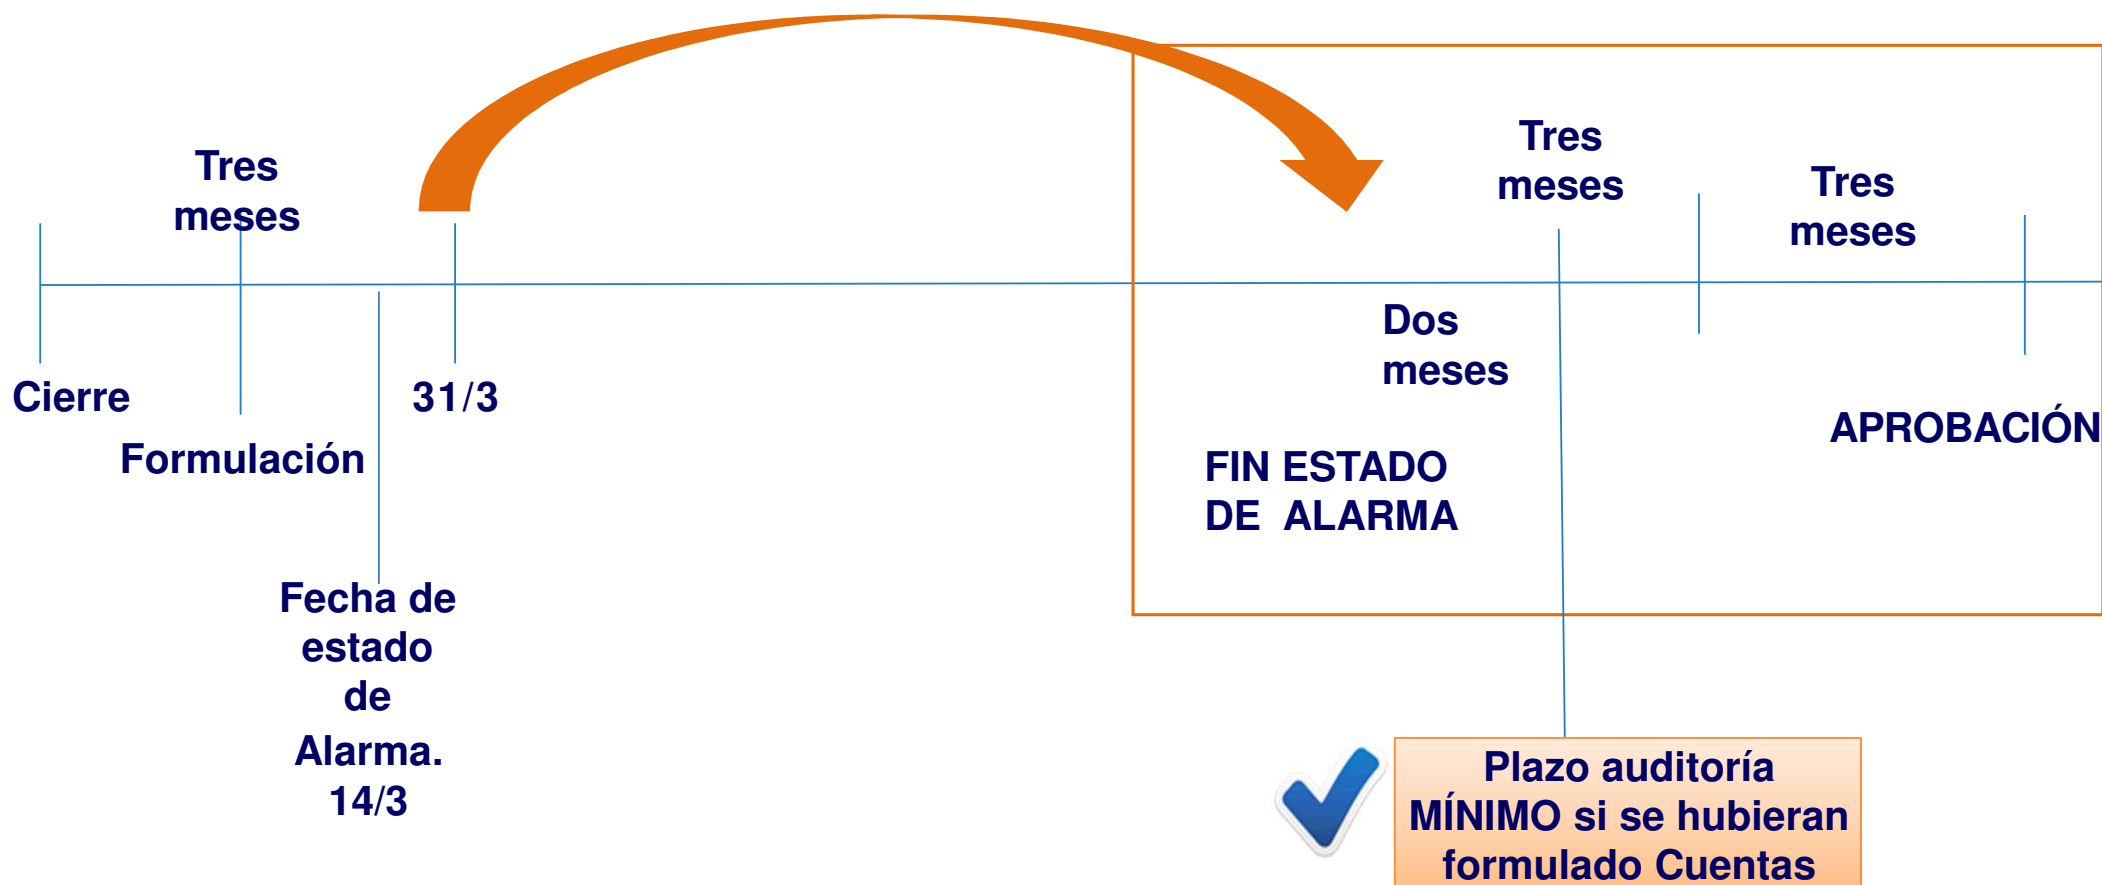 Tres
meses
Tres
meses
Tres
meses
Cierre
Formulación
31/3
Fecha de
estado
de
Alarma.
14/3
Dos
meses
FIN ESTADO
DE ALARMA
APROBACIÓN
Plazo auditoría
MÍNIMO si se hubieran
formulado Cuentas